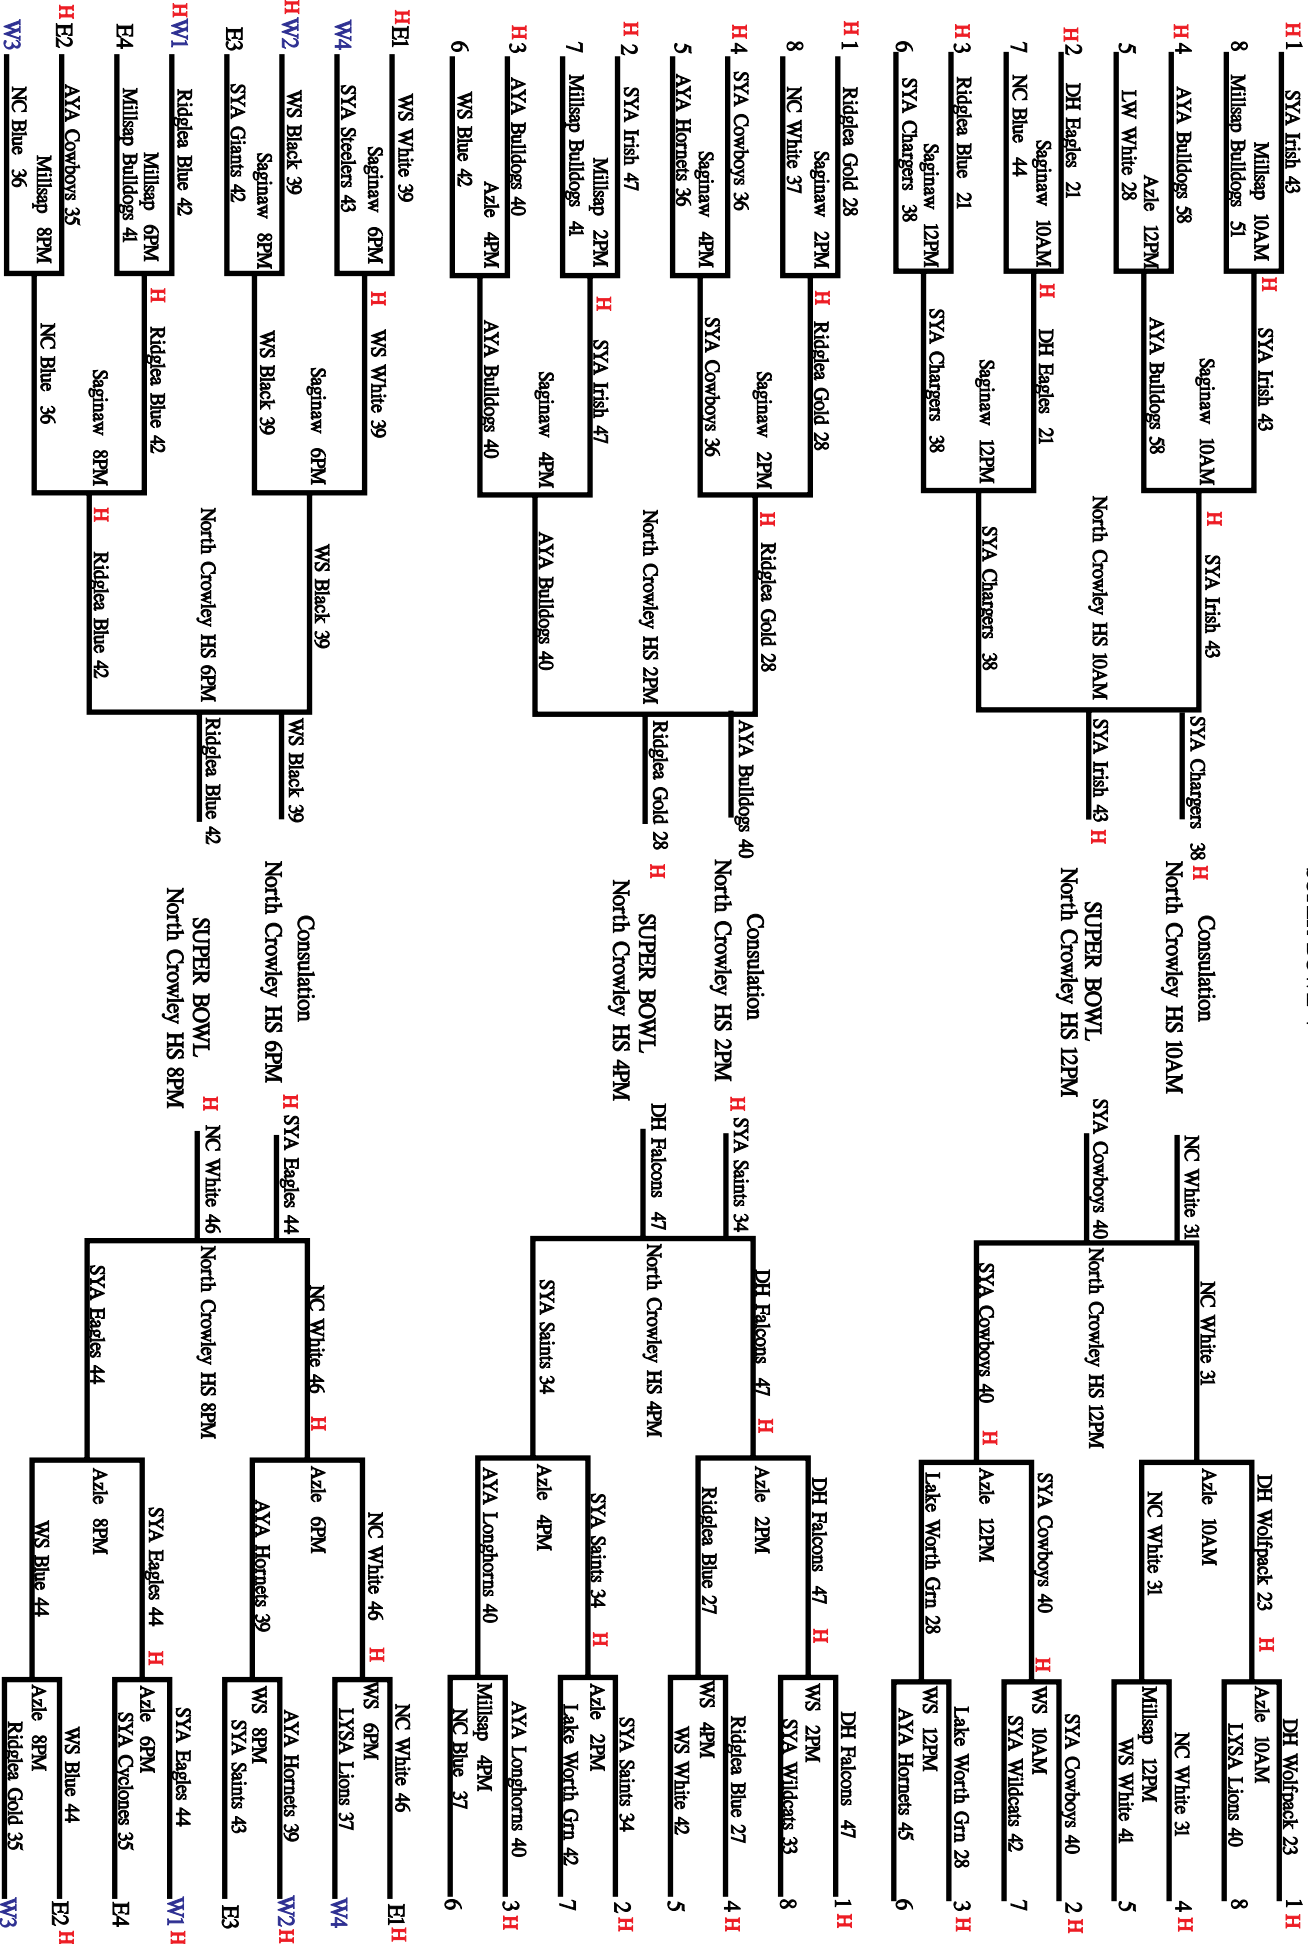 H 1 SYA Irish 43
Millsap 10AM
8 Millsap Bulldogs 51
H SYA Irish 43
Saginaw 10AM
H 4 AYA Bulldogs 58
Azle 12PM
5 LW White 28
AYA Bulldogs 58
H SYA Irish 43
North Crowley HS 10AM
H 2 DH Eagles 21
Saginaw 10AM
7 NC Blue 44
H DH Eagles 21
Saginaw 12PM
H 3 Ridglea Blue 21
Saginaw 12PM
6 SYA Chargers 38
SYA Chargers 38
SYA Chargers 38
SYA Chargers 38 H
SYA Irish 43 H
Consulation
North Crowley HS 10AM
SUPER BOWL
North Crowley HS 12PM
NC White 31
SYA Cowboys 40
DH Wolfpack 23 1 H
Azle 10AM
LYSA Lions 40 8
DH Wolfpack 23 H
Azle 10AM
NC White 31 4 H
Millsap 12PM
WS White 41 5
NC White 31
NC White 31
North Crowley HS 12PM
SYA Cowboys 40 2 H
WS 10AM
SYA Wildcats 42 7
SYA Cowboys 40 H
Azle 12PM
Lake Worth Grn 28 3 H
WS 12PM
AYA Hornets 45 6
Lake Worth Grn 28
SYA Cowboys 40 H
H 1 Ridglea Gold 28
Saginaw 2PM
8 NC White 37
H Ridglea Gold 28
Saginaw 2PM
H 4 SYA Cowboys 36
Saginaw 4PM
5 AYA Hornets 36
SYA Cowboys 36
H Ridglea Gold 28
North Crowley HS 2PM
H 2 SYA Irish 47
Millsap 2PM
7 Millsap Bulldogs 41
H SYA Irish 47
Saginaw 4PM
H 3 AYA Bulldogs 40
Azle 4PM
6 WS Blue 42
AYA Bulldogs 40
AYA Bulldogs 40
AYA Bulldogs 40
Ridglea Gold 28 H
Consulation
North Crowley HS 2PM
SUPER BOWL
North Crowley HS 4PM
H SYA Saints 34
DH Falcons 47
DH Falcons 47 1 H
WS 2PM
SYA Wildcats 33 8
DH Falcons 47 H
Azle 2PM
Ridglea Blue 27 4 H
WS 4PM
WS White 42 5
Ridglea Blue 27
DH Falcons 47 H
North Crowley HS 4PM
SYA Saints 34 2 H
Azle 2PM
Lake Worth Grn 42 7
SYA Saints 34 H
Azle 4PM
AYA Longhorns 40 3 H
Millsap 4PM
NC Blue 37 6
AYA Longhorns 40
SYA Saints 34
H E1 WS White 39
Saginaw 6PM
W4 SYA Steelers 43
H WS White 39
Saginaw 6PM
H W2 WS Black 39
Saginaw 8PM
E3 SYA Giants 42
WS Black 39
WS Black 39
North Crowley HS 6PM
H W1 Ridglea Blue 42
Millsap 6PM
E4 Millsap Bulldogs 41
H Ridglea Blue 42
Saginaw 8PM
H E2 AYA Cowboys 35
Millsap 8PM
W3 NC Blue 36
NC Blue 36
H Ridglea Blue 42
WS Black 39
Ridglea Blue 42
Consulation
North Crowley HS 6PM
SUPER BOWL
North Crowley HS 8PM
H SYA Eagles 44
H NC White 46
NC White 46 E1 H
WS 6PM
LYSA Lions 37 W4
NC White 46 H
Azle 6PM
AYA Hornets 39 W2 H
WS 8PM
SYA Saints 43 E3
AYA Hornets 39
NC White 46 H
North Crowley HS 8PM
SYA Eagles 44 W1 H
Azle 6PM
SYA Cyclones 35 E4
SYA Eagles 44 H
Azle 8PM
WS Blue 44 E2 H
Azle 8PM
Ridglea Gold 35 W3
WS Blue 44
SYA Eagles 44